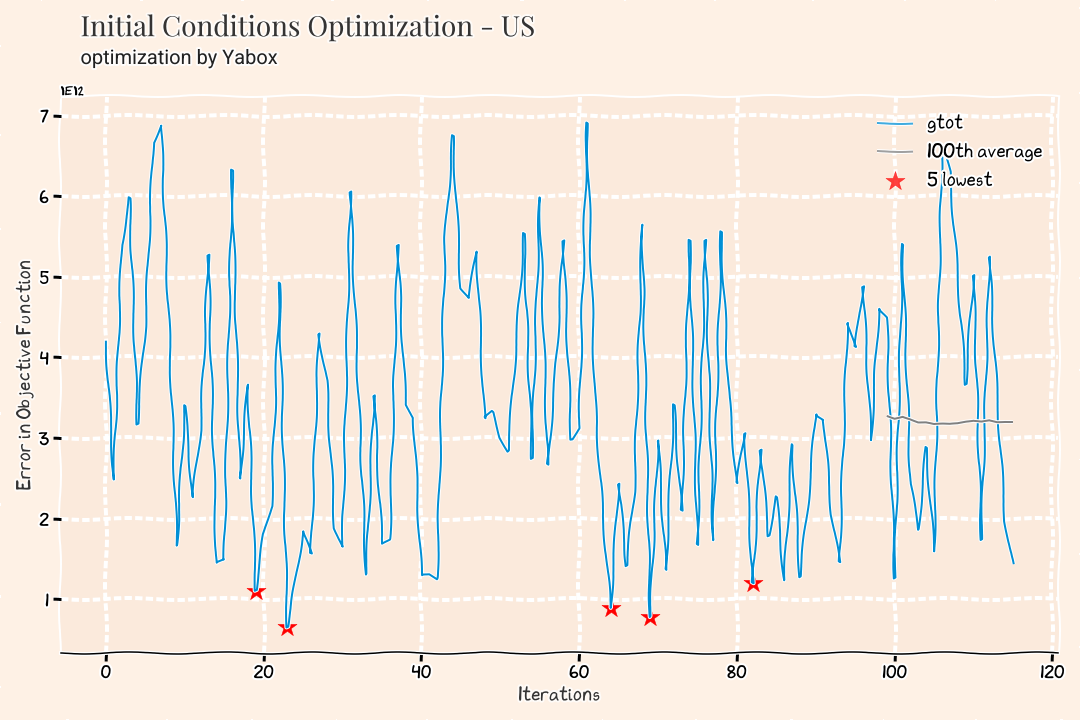 Initial Conditions Optimization - US
optimization by Yabox
1E12
7
6
5
4
3
2
1
Error in Objective Function
gtot
100th average
5 lowest
0 20 40 60 80 100 120
Iterations